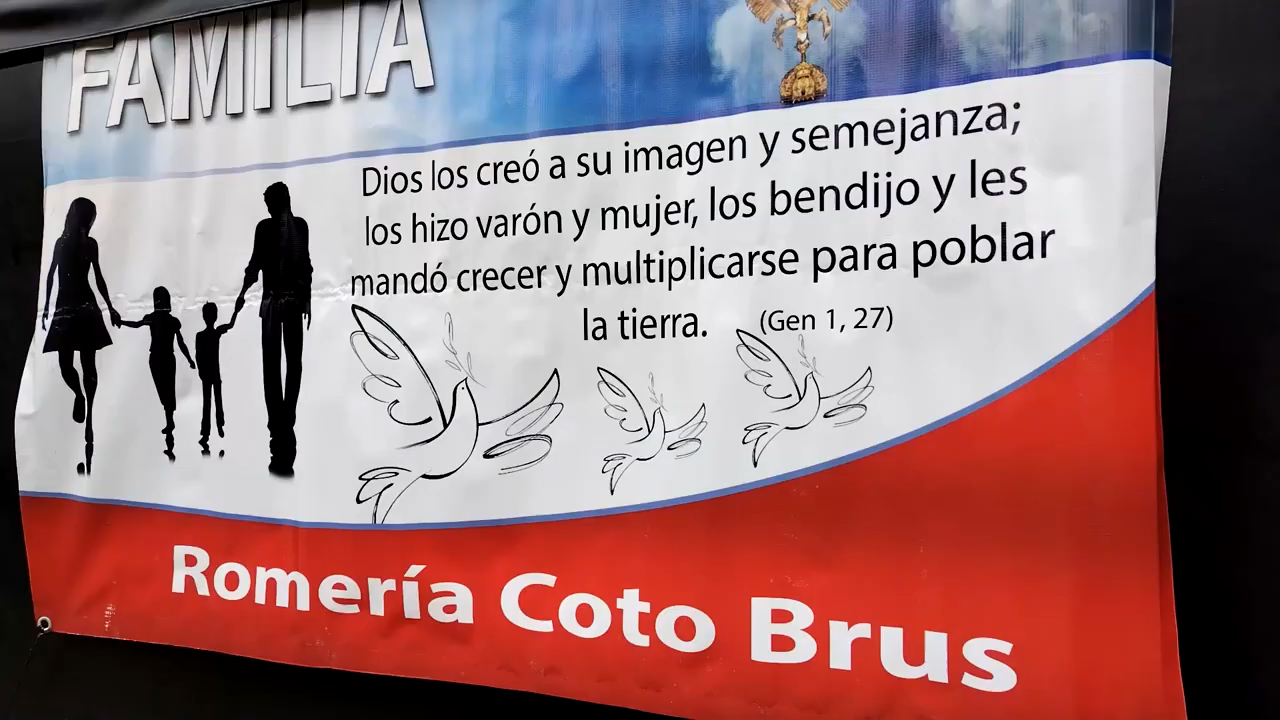 FAMILIA
Dios los creó a su imagen y semejanza;
los hizo varón y mujer, los bendijo y les
mandó crecer y multiplicarse para poblar
la tierra. (Gen 1, 27)
Romería Coto Brus